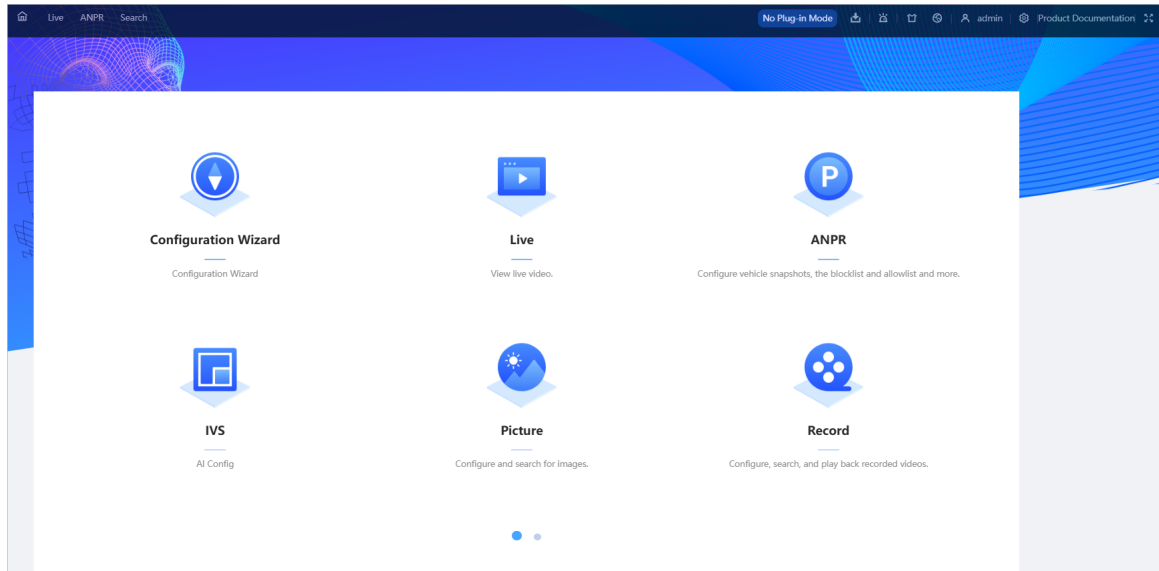 Live ANPR Search No Plug-in Mode admin Product Documentation
P
Configuration Wizard Live ANPR
Configuration Wizard View live video. Configure vehicle snapshots, the blocklist and allowlist and more.
IVS Picture Record
AI Config Configure and search for images. Configure, search, and play back recorded videos.